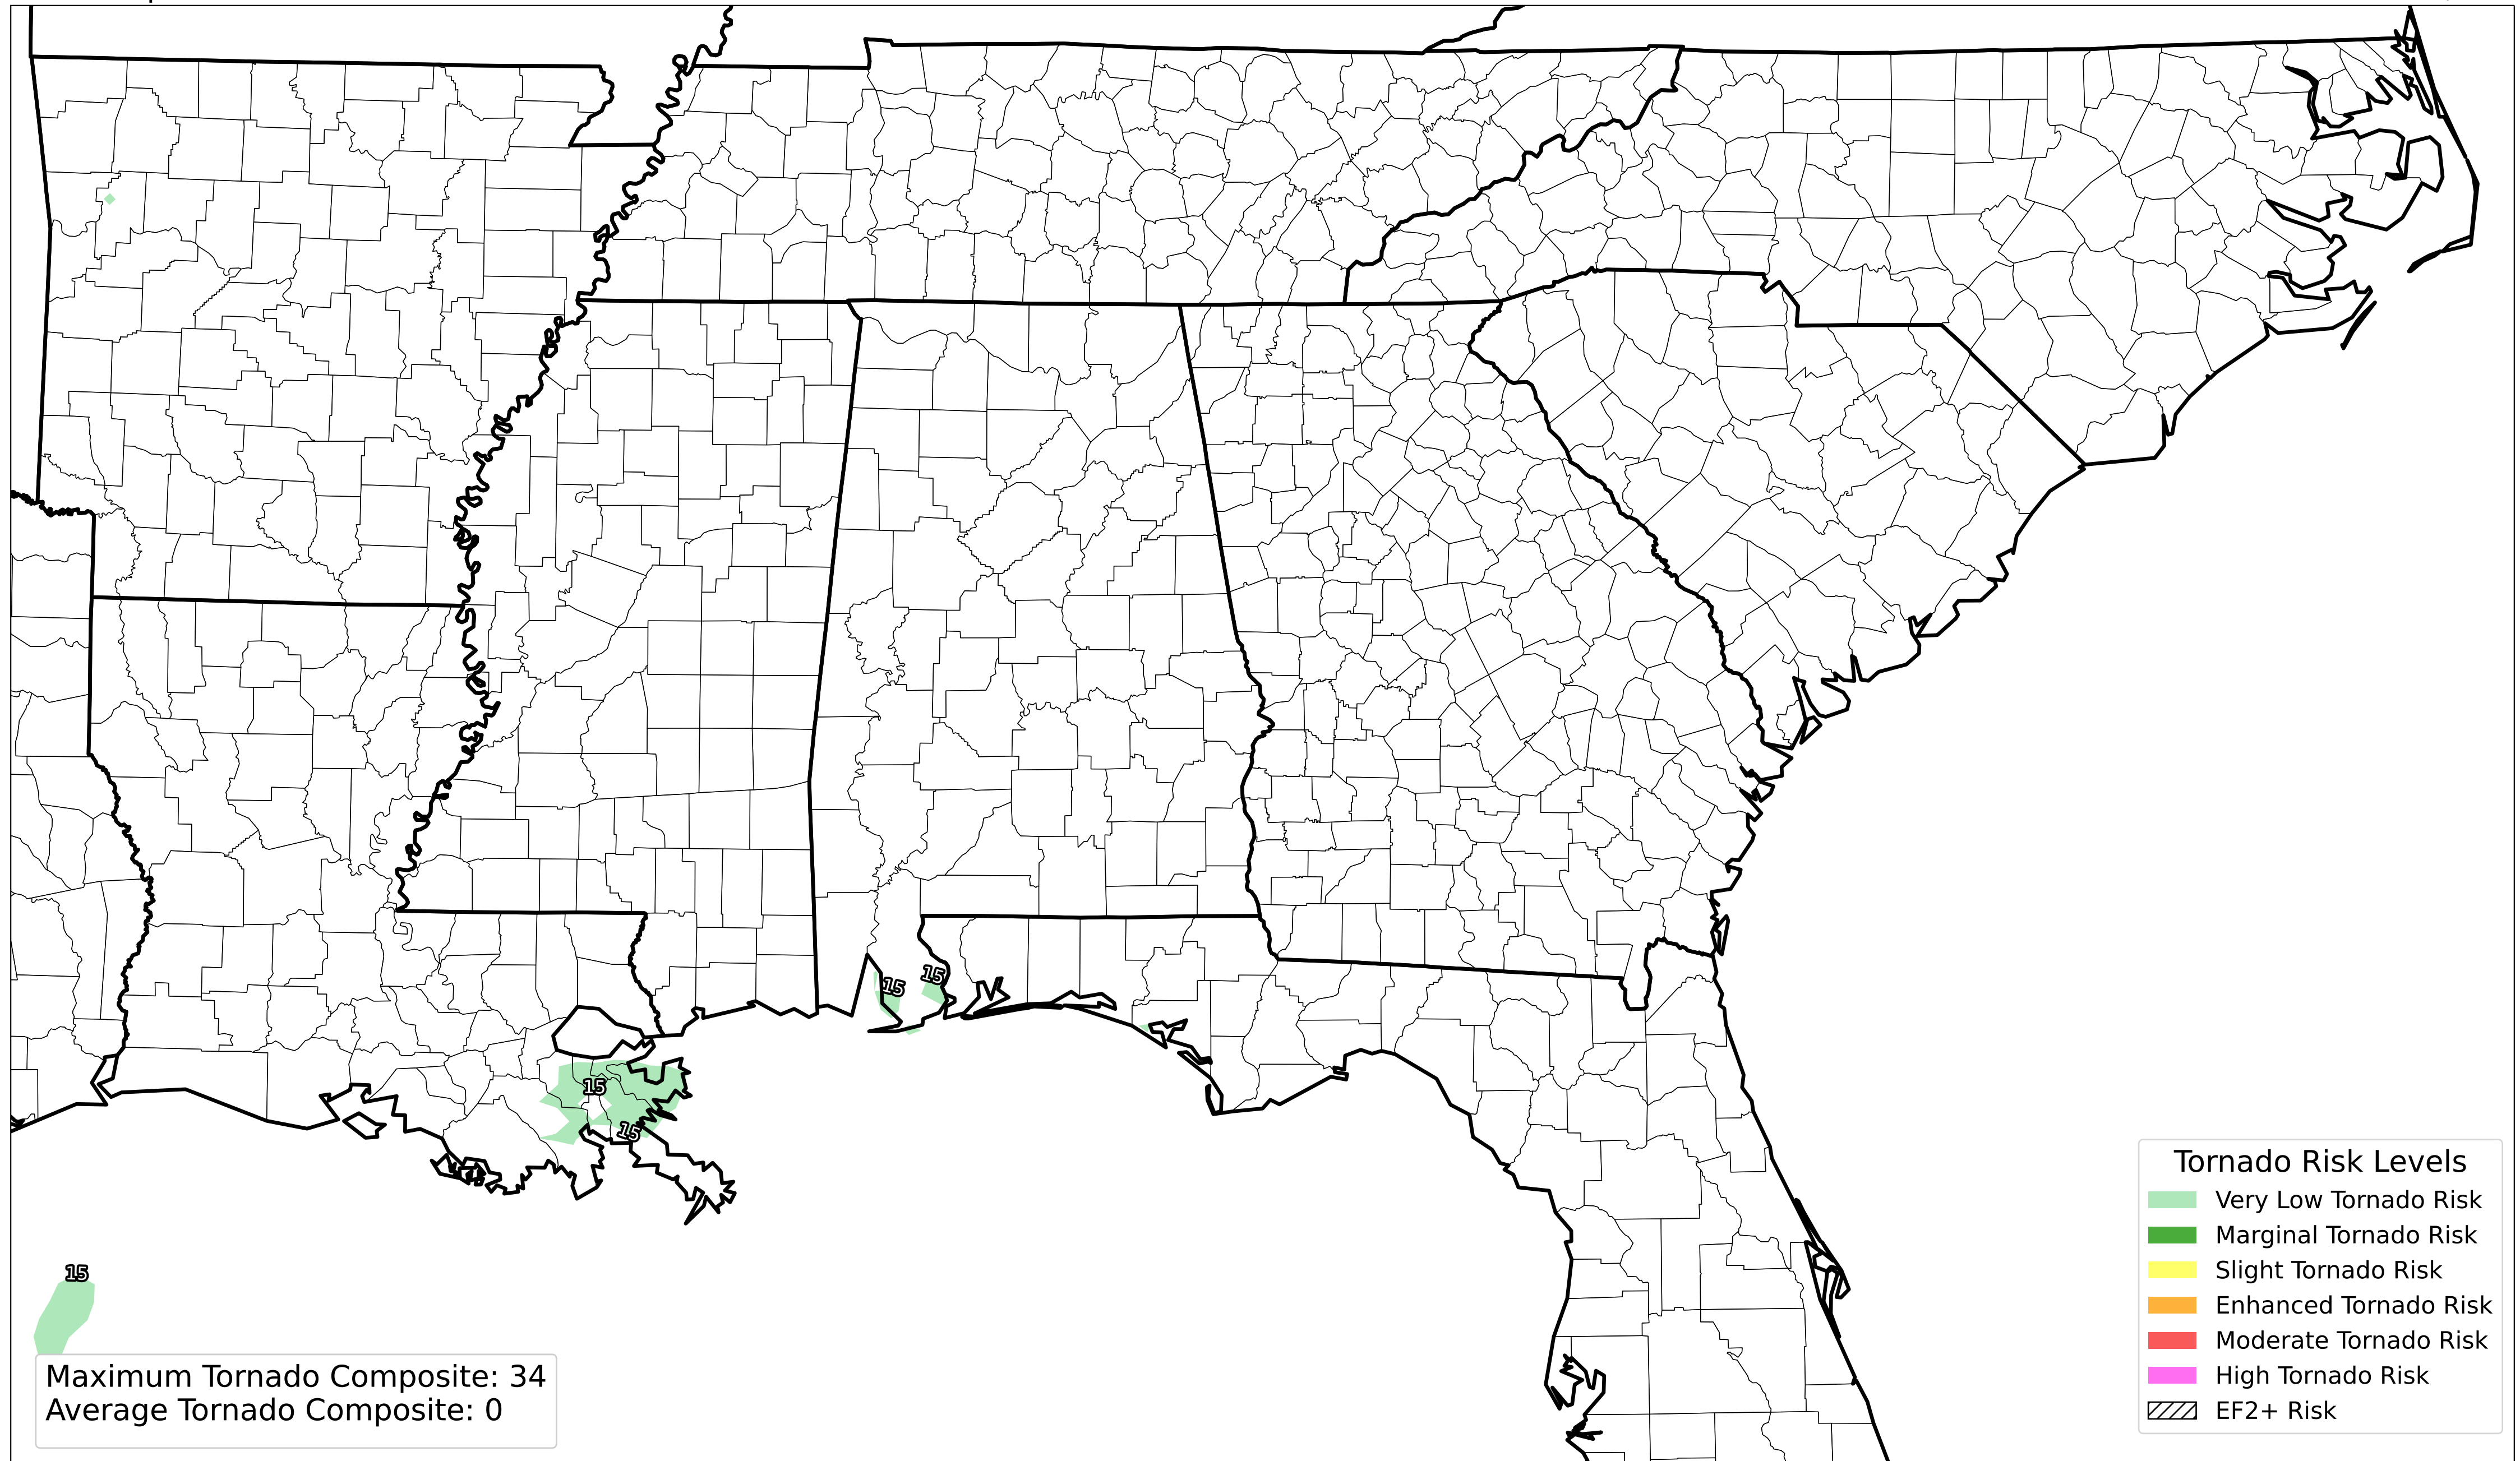 15
15
15
15
15
Maximum Tornado Composite: 34
Average Tornado Composite: 0
Tornado Risk Levels
Very Low Tornado Risk
Marginal Tornado Risk
Slight Tornado Risk
Enhanced Tornado Risk
Moderate Tornado Risk
High Tornado Risk
EF2+ Risk